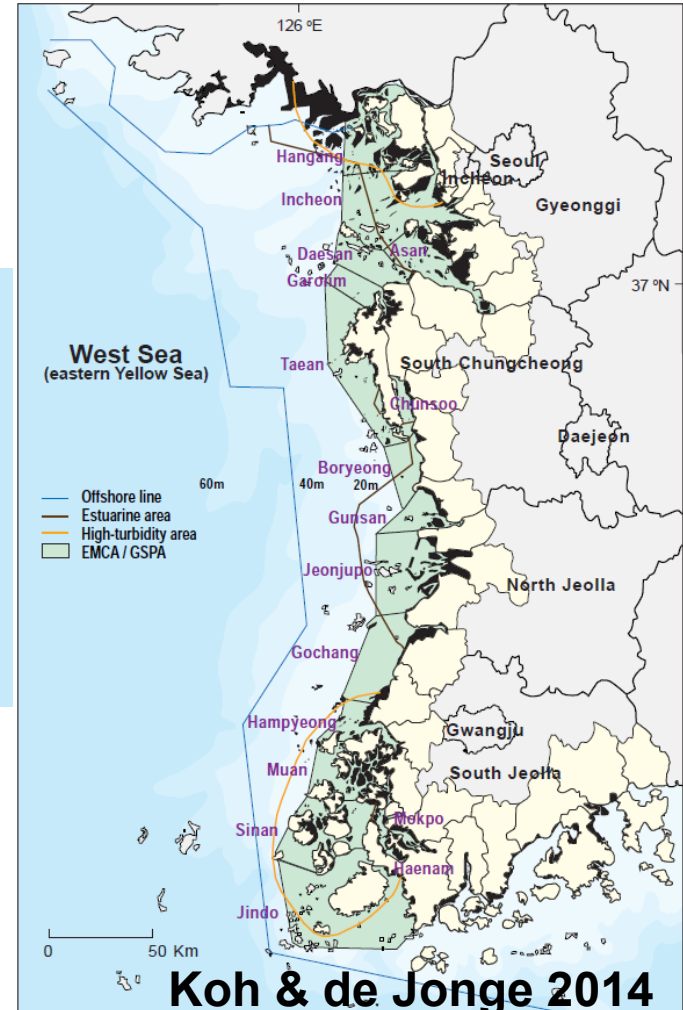 126 ºE
Hangang
Seoul
Incheon
Incheon
Gyeonggi
Daesan
Asan
Garolim
37 ºN
West Sea
(eastern Yellow Sea)
Taean
South Chungcheong
Chunsoo
Daejeon
Boryeong
60m
40m
20m
Offshore line
Estuarine area
High-turbidity area
EMCA / GSPA
Gunsan
Jeonjupo
North Jeolla
Gochang
Hampyeong
Gwangju
Muan
South Jeolla
Sinan
Mokpo
Haenam
Jindo
0 50 Km
Koh & de Jonge 2014